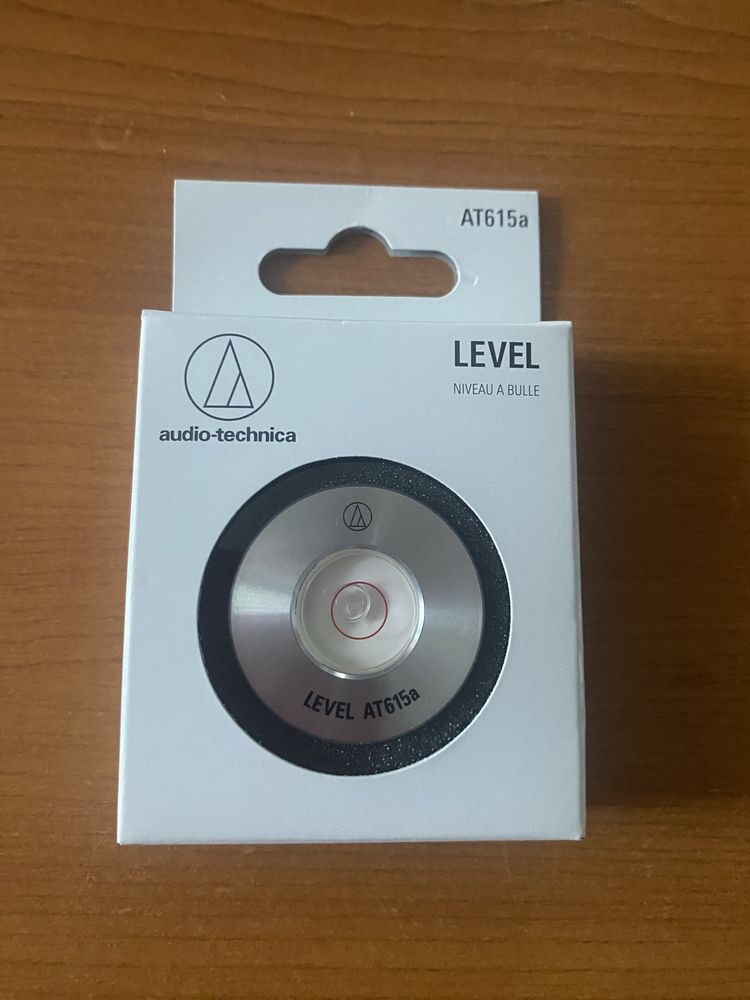 AT615a
LEVEL
NIVEAU A BULLE
audio-technica
LEVEL AT615a